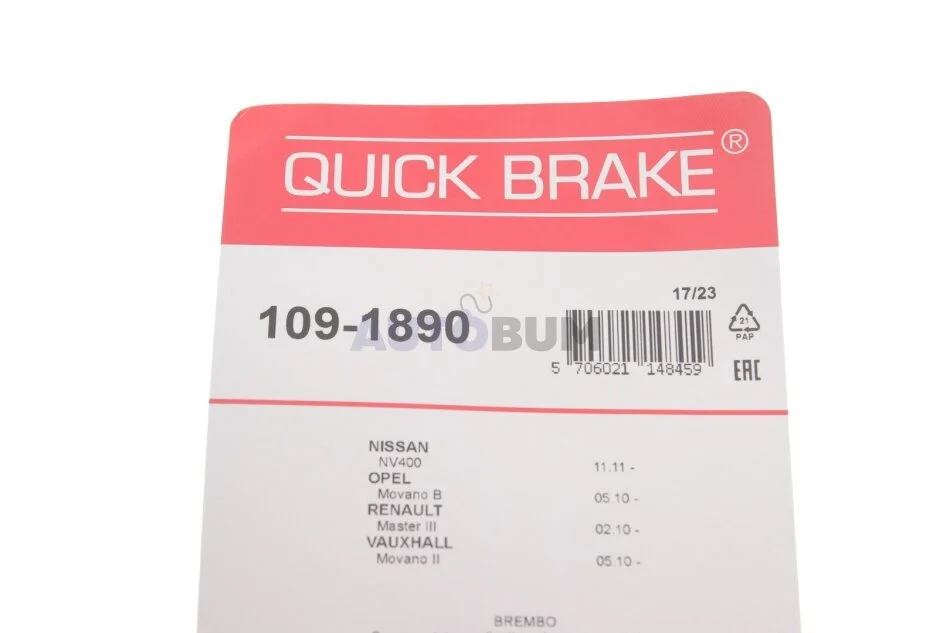 QUICK BRAKE®
17/23
109-1890
AUTOBUM
21
PAP
5 706021 148459
EAC
NISSAN
NV400 11.11 -
OPEL
Movano B 05.10 -
RENAULT
Master III 02.10 -
VAUXHALL
Movano II 05.10 -
BREMBO